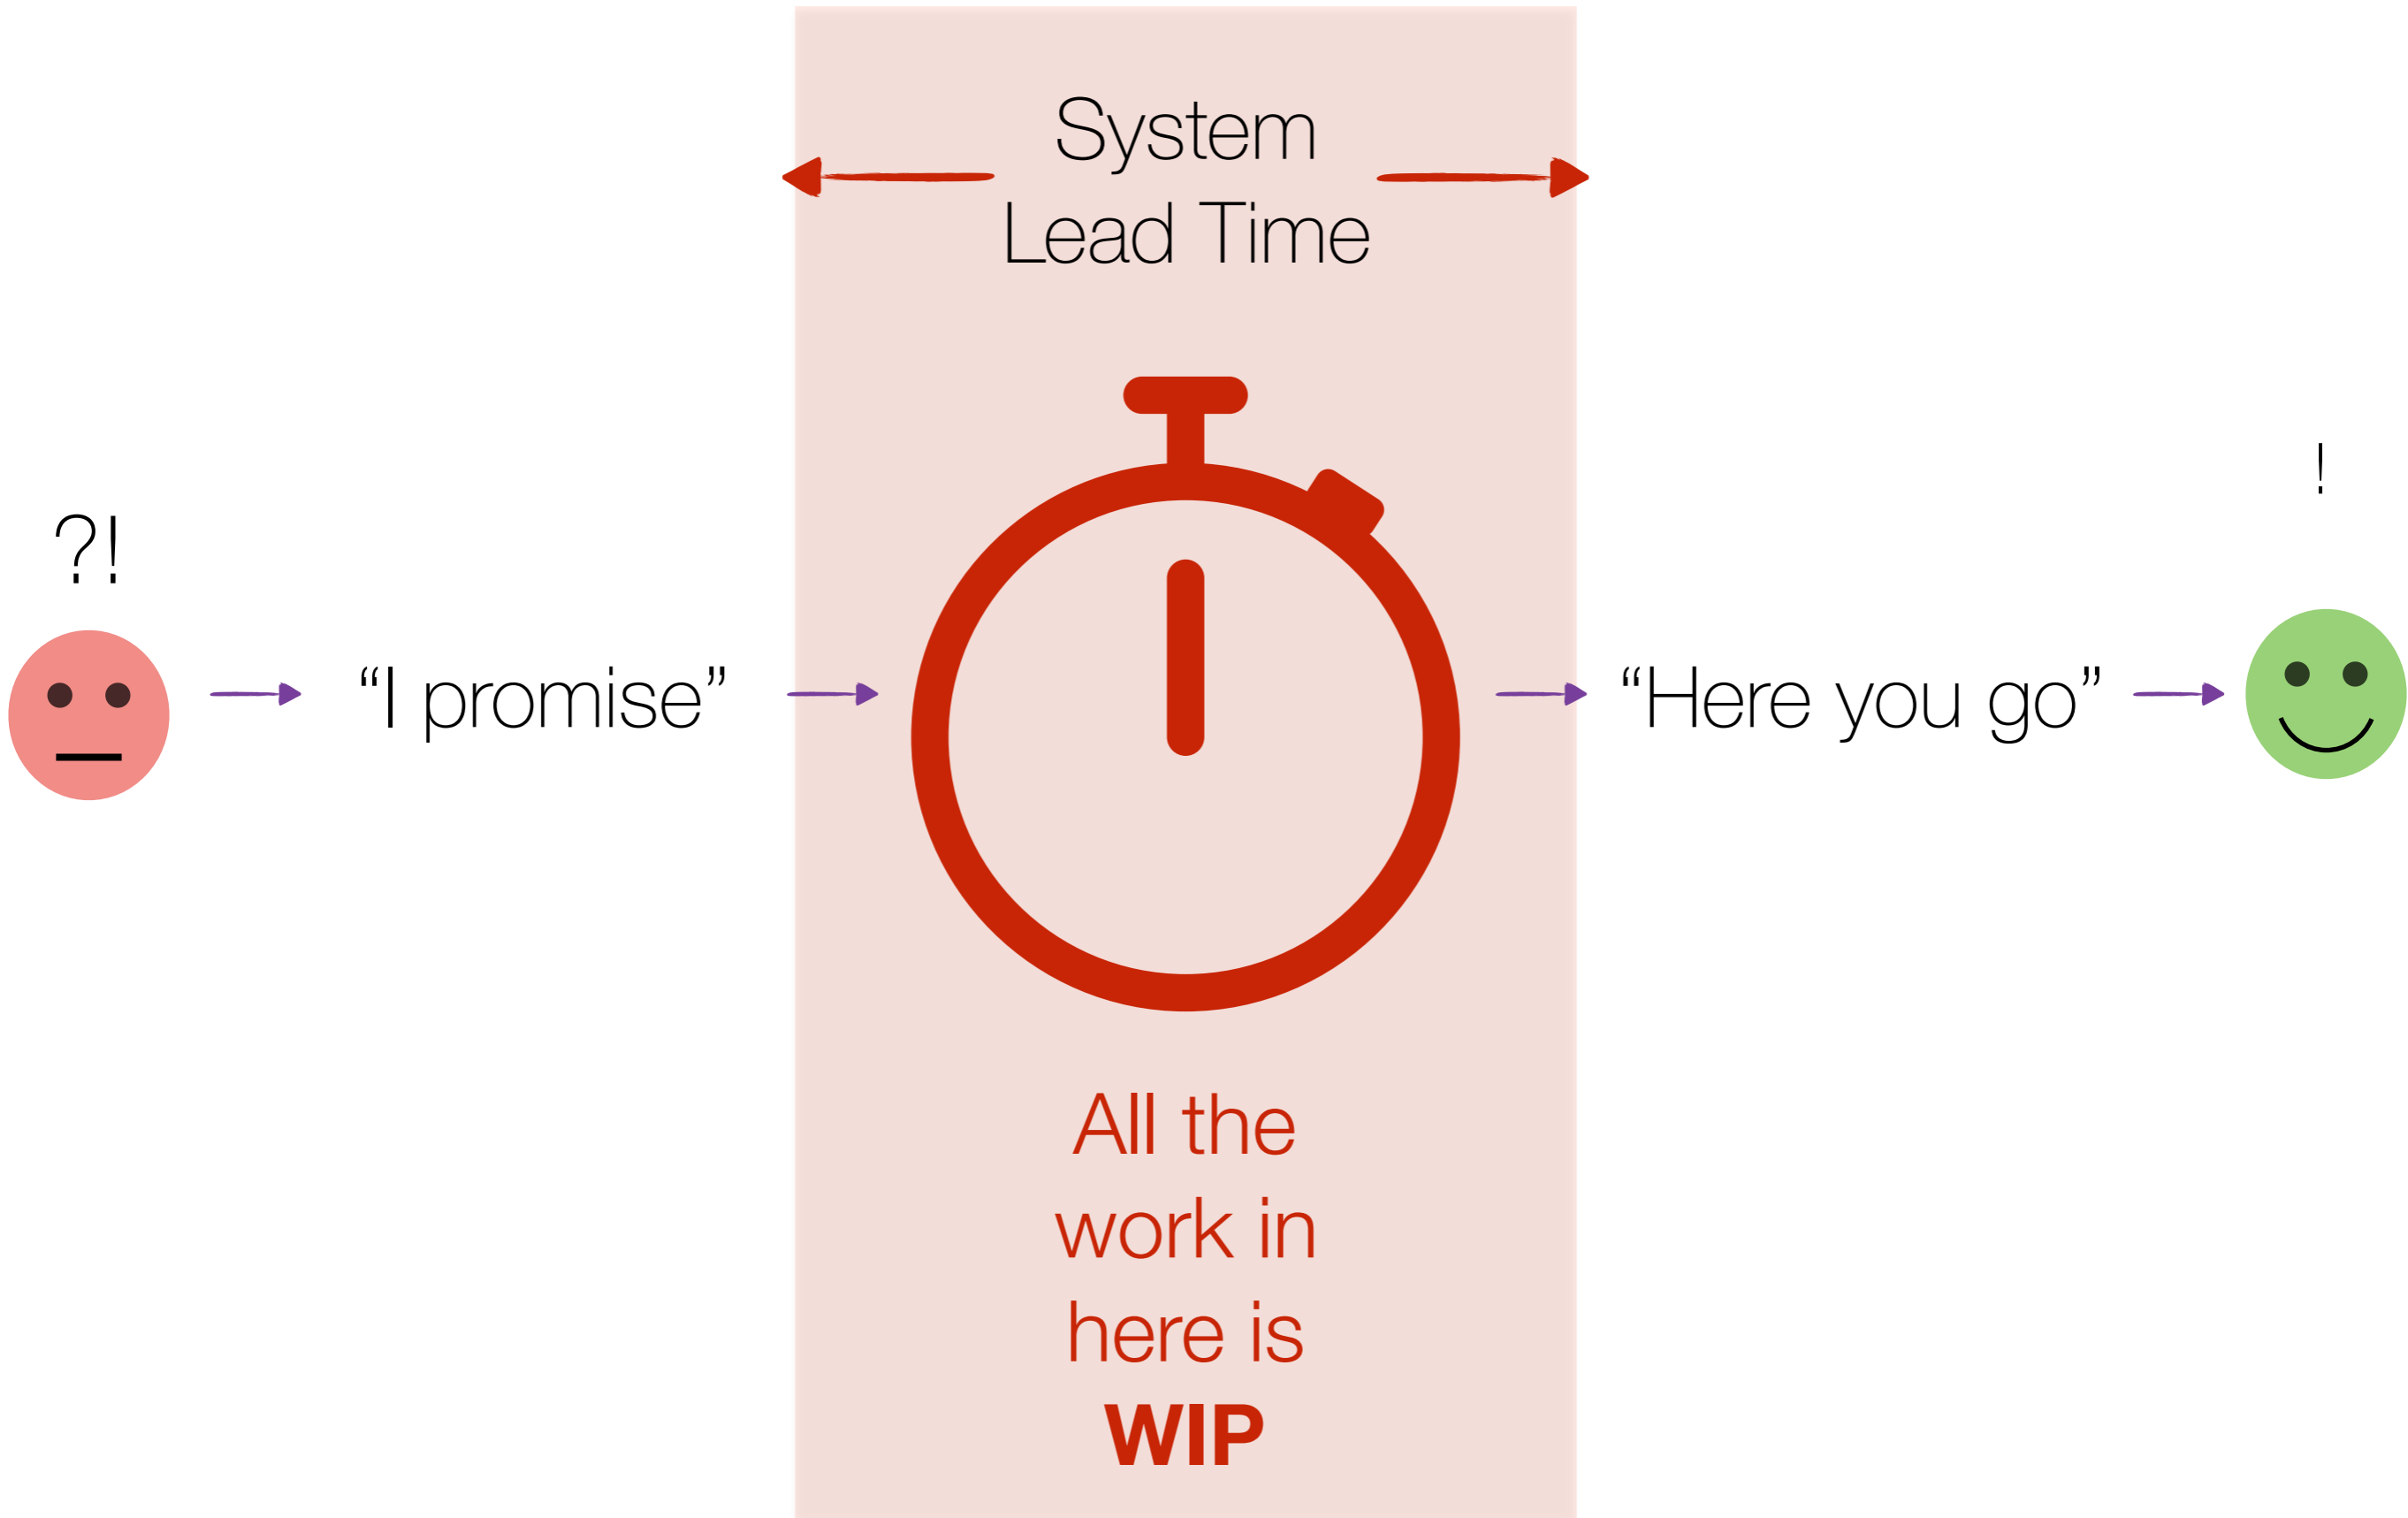 System
Lead Time
?!
“I promise”
“Here you go”
!
All the
work in
here is
WIP